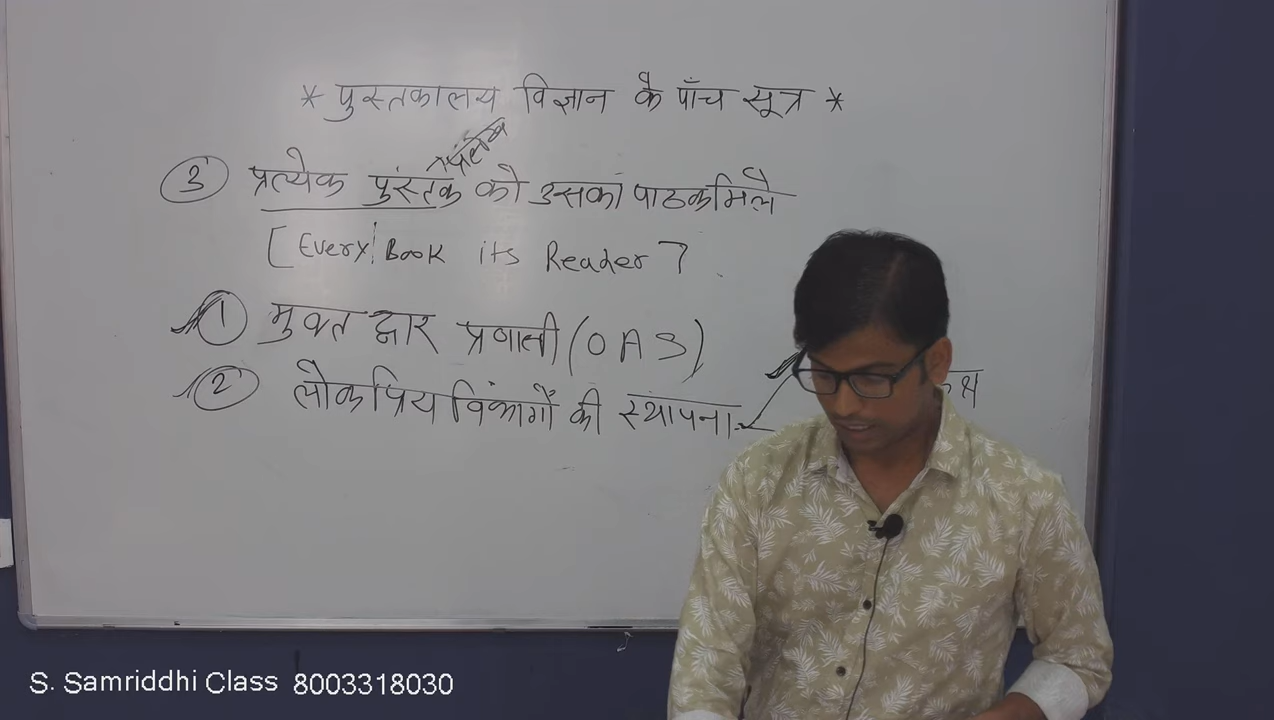 * पुस्तकालय विज्ञान के पाँच सूत्र *
प्रलेख
3 प्रत्येक पुस्तक को उसका पाठक मिले
[Every Book its Reader]
1 मुक्त द्वार प्रणाली (OAS)
2 लोकप्रिय विभागों की स्थापना
S. Samriddhi Class 8003318030